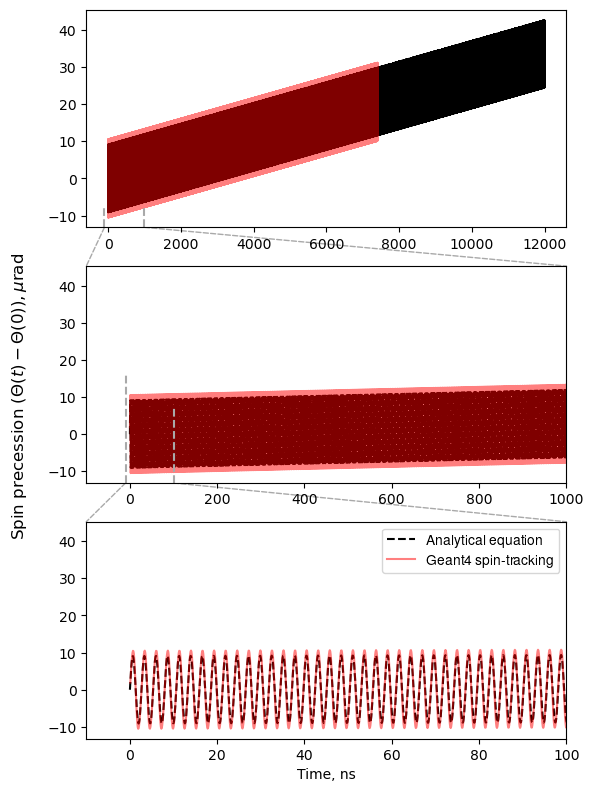 40
30
20
10
0
−10
0 2000 4000 6000 8000 10000 12000
Spin precession (Θ(t) − Θ(0)), μrad
40
30
20
10
0
−10
0 200 400 600 800 1000
40
30
20
10
0
−10
Analytical equation
Geant4 spin-tracking
0 20 40 60 80 100
Time, ns